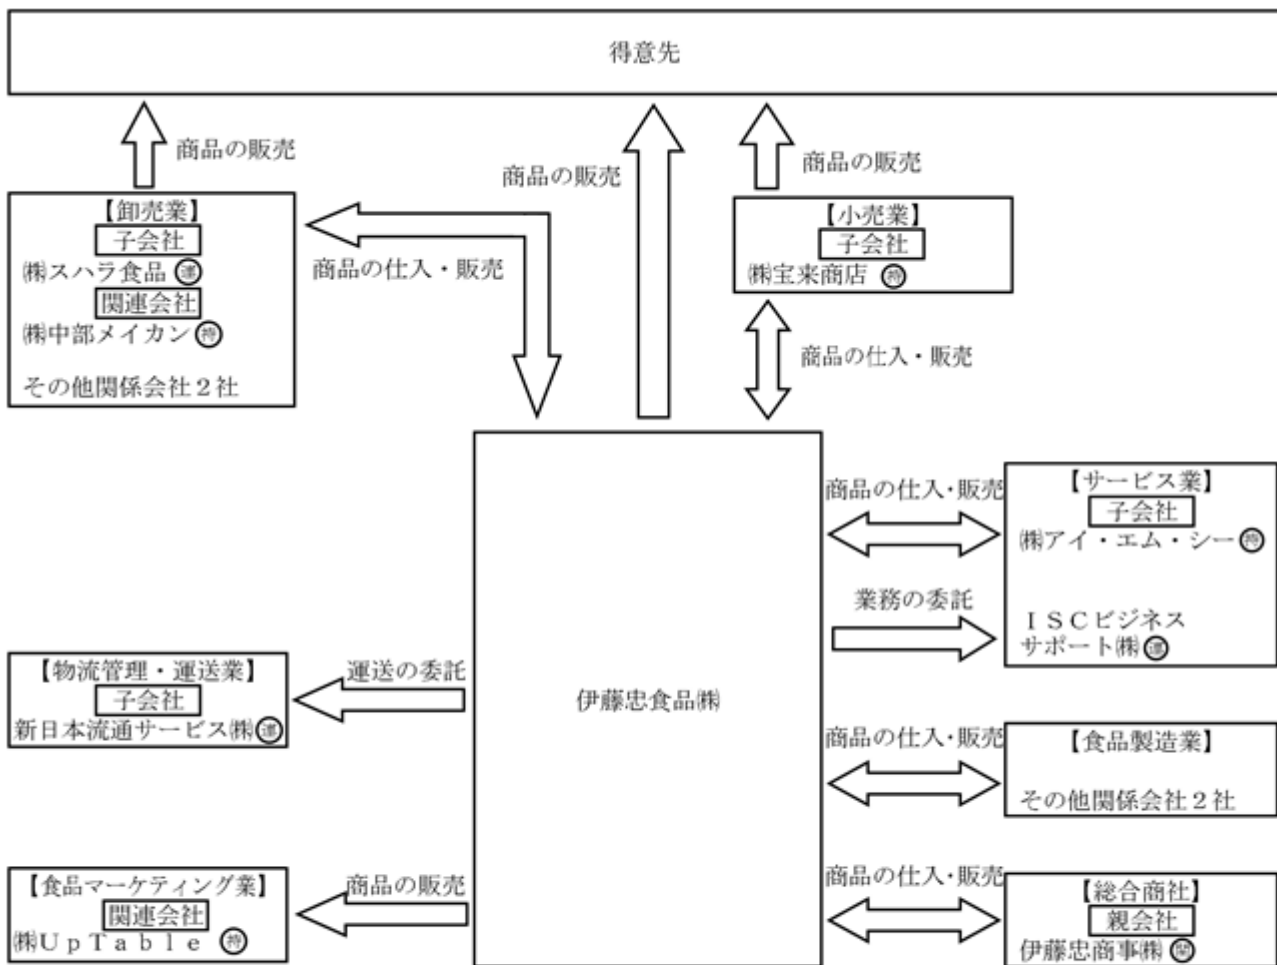 得意先
商品の販売
商品の販売
商品の販売
【卸売業】
子会社
㈱スハラ食品 ㊝
関連会社
㈱中部メイカン 持
その他関係会社２社
商品の仕入・販売
【小売業】
子会社
㈱宝来商店 持
商品の仕入・販売
伊藤忠食品㈱
商品の仕入・販売
【サービス業】
子会社
㈱アイ・エム・シー 持
業務の委託
ＩＳＣビジネス
サポート㈱ 連
【物流管理・運送業】
子会社
新日本流通サービス㈱ 連
運送の委託
商品の仕入・販売
【食品製造業】
その他関係会社２社
【食品マーケティング業】
関連会社
㈱ＵｐＴａｂｌｅ 持
商品の販売
商品の仕入・販売
【総合商社】
親会社
伊藤忠商事㈱ 関